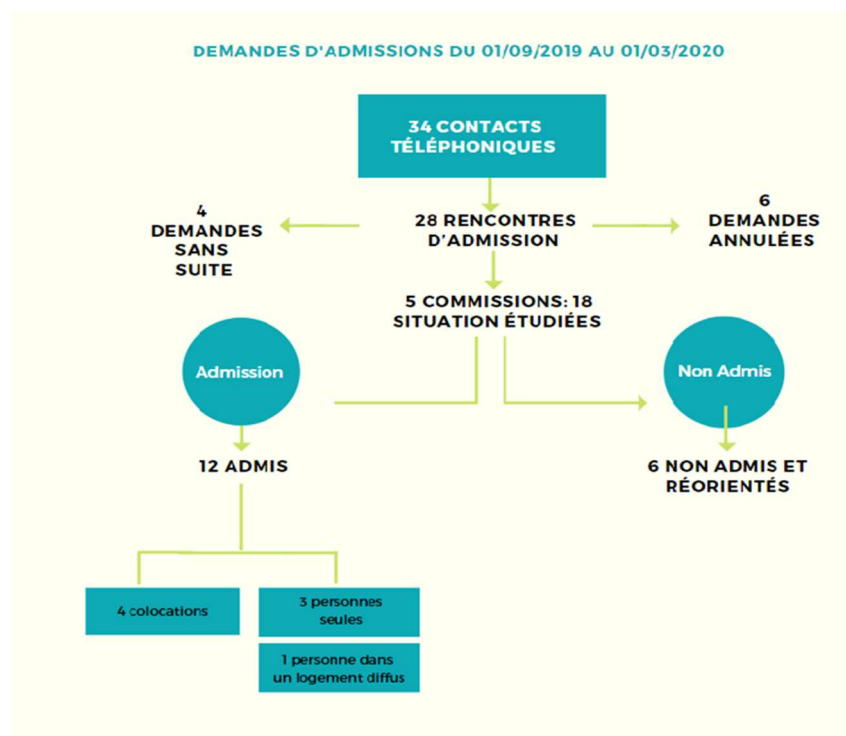 DEMANDES D'ADMISSIONS DU 01/09/2019 AU 01/03/2020
34 CONTACTS
TÉLÉPHONIQUES
4
DEMANDES
SANS
SUITE
28 RENCONTRES
D'ADMISSION
6
DEMANDES
ANNULÉES
5 COMMISSIONS: 18
SITUATION ÉTUDIÉES
Admission
Non Admis
12 ADMIS
6 NON ADMIS ET
RÉORIENTÉS
4 colocations
3 personnes
seules
1 personne dans
un logement diffus